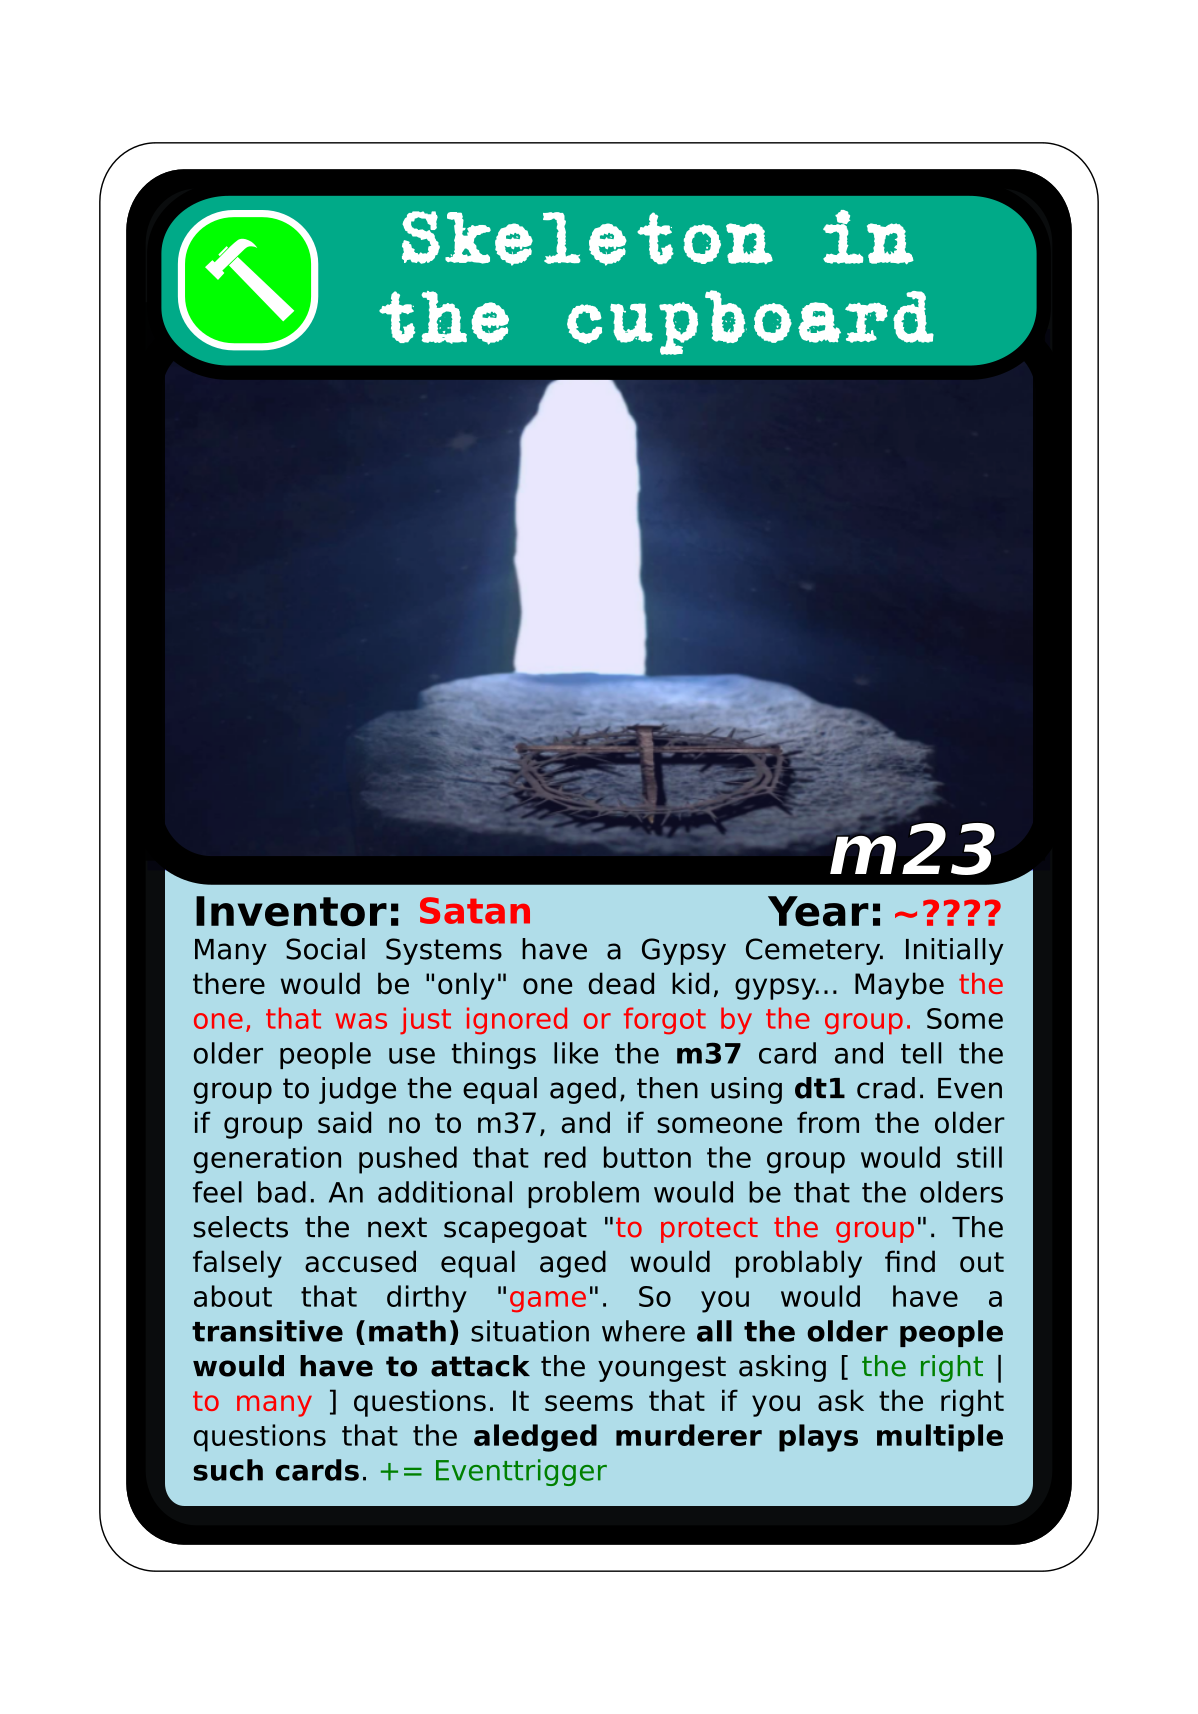 Skeleton in
the cupboard
m23
Inventor: Satan
Year: ~????
Many Social Systems have a Gypsy Cemetery. Initially
there would be "only" one dead kid, gypsy... Maybe the
one, that was just ignored or forgot by the group. Some
older people use things like the m37 card and tell the
group to judge the equal aged, then using dt1 crad. Even
if group said no to m37, and if someone from the older
generation pushed that red button the group would still
feel bad. An additional problem would be that the olders
selects the next scapegoat "to protect the group". The
falsely accused equal aged would problably find out
about that dirthy "game". So you would have a
transitive (math) situation where all the older people
would have to attack the youngest asking [ the right |
to many ] questions. It seems that if you ask the right
questions that the aledged murderer plays multiple
such cards. += Eventtrigger